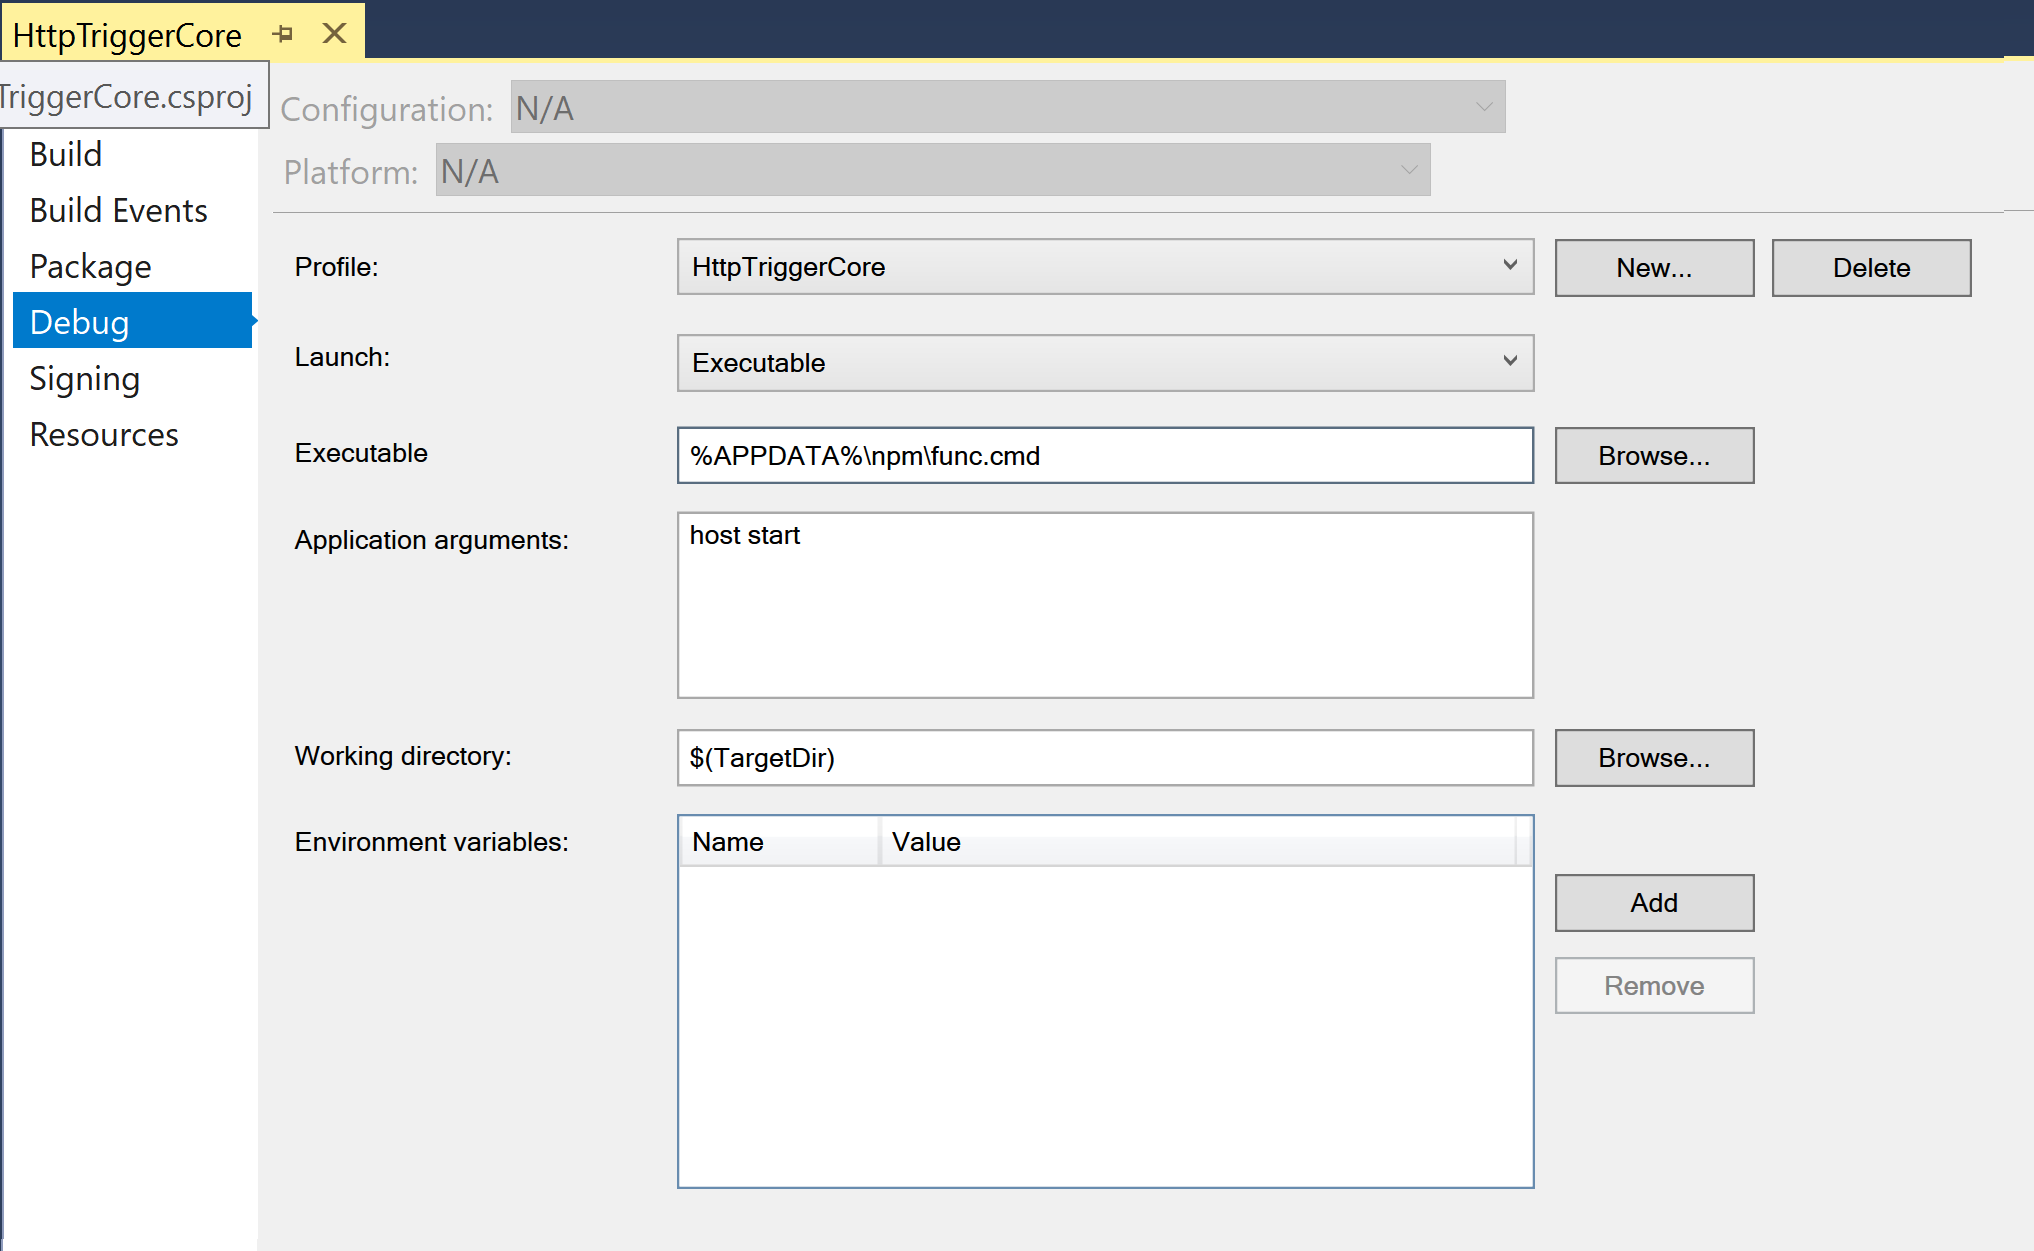 HttpTriggerCore
TriggerCore.csproj
Configuration: N/A
Platform: N/A
Build
Build Events
Package
Debug
Signing
Resources
Profile: HttpTriggerCore New... Delete
Launch: Executable
Executable %APPDATA%\npm\func.cmd Browse...
Application arguments: host start
Working directory: $(TargetDir) Browse...
Environment variables: Name Value
Add
Remove